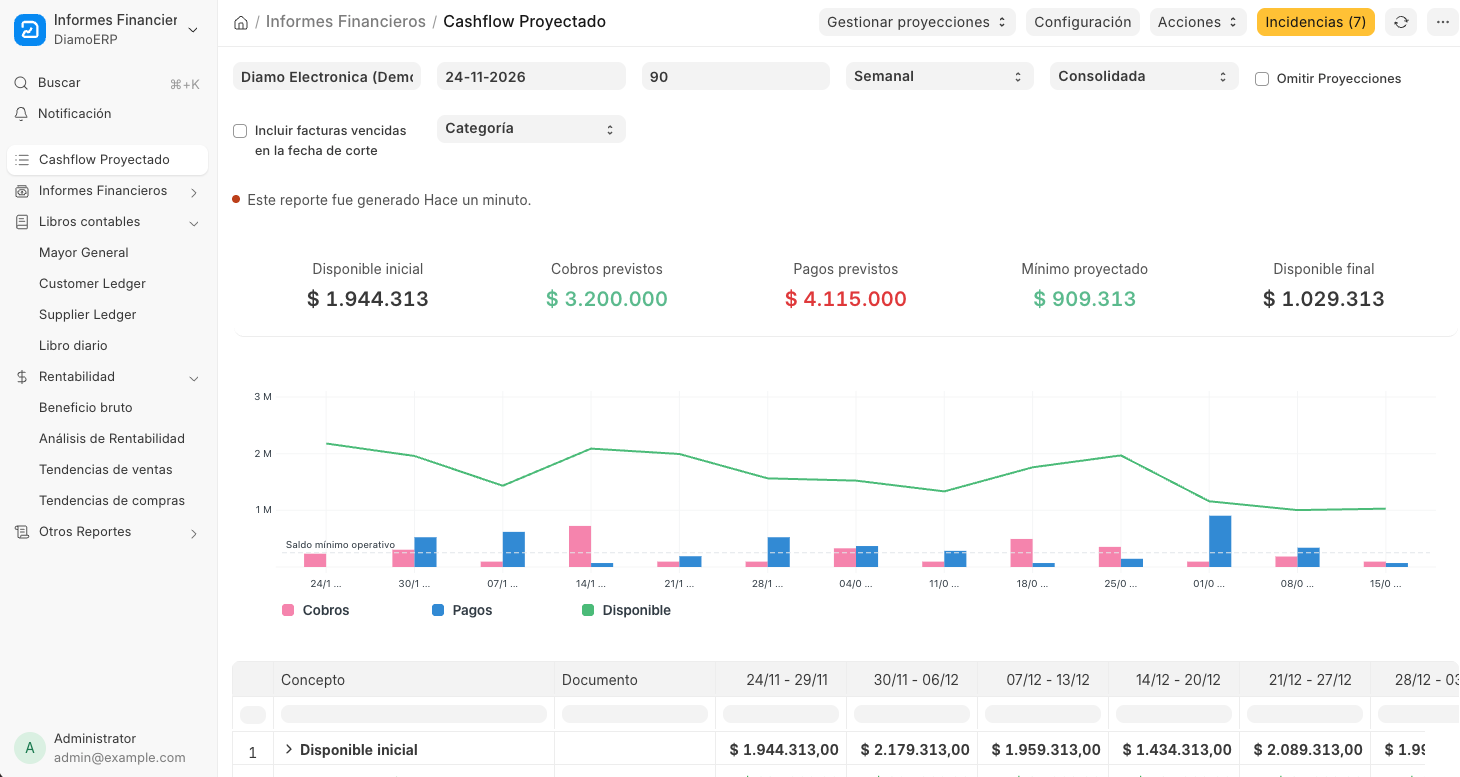 Informes Financier
DiamoERP
Buscar
⌘+K
Notificación
Cashflow Proyectado
Informes Financieros
Libros contables
Mayor General
Customer Ledger
Supplier Ledger
Libro diario
Rentabilidad
Beneficio bruto
Análisis de Rentabilidad
Tendencias de ventas
Tendencias de compras
Otros Reportes
A
Administrator
admin@example.com
/ Informes Financieros / Cashflow Proyectado
Gestionar proyecciones
Configuración
Acciones
Incidencias (7)
Diamo Electronica (Demo
24-11-2026
90
Semanal
Consolidada
Omitir Proyecciones
Incluir facturas vencidas
en la fecha de corte
Categoría
Este reporte fue generado Hace un minuto.
Disponible inicial
$ 1.944.313
Cobros previstos
$ 3.200.000
Pagos previstos
$ 4.115.000
Mínimo proyectado
$ 909.313
Disponible final
$ 1.029.313
3 M
2 M
1 M
Saldo mínimo operativo
24/1 ... 30/1 ... 07/1 ... 14/1 ... 21/1 ... 28/1 ... 04/0 ... 11/0 ... 18/0 ... 25/0 ... 01/0 ... 08/0 ... 15/0 ...
Cobros Pagos Disponible
Concepto Documento 24/11 - 29/11 30/11 - 06/12 07/12 - 13/12 14/12 - 20/12 21/12 - 27/12 28/12 - 03
1 Disponible inicial $ 1.944.313,00 $ 2.179.313,00 $ 1.959.313,00 $ 1.434.313,00 $ 2.089.313,00 $ 1.99